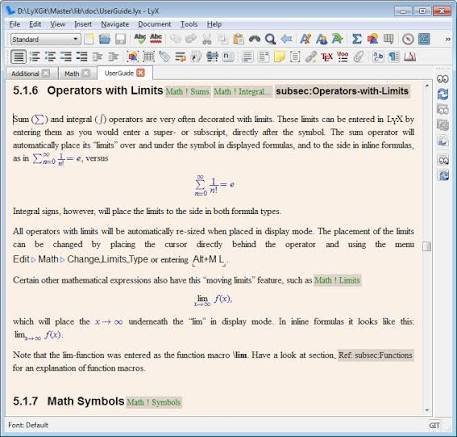 D:\LyXGit\Master\lib\doc\UserGuide.lyx - LyX
File Edit View Insert Navigate Document Tools Help
Standard
Additional Math UserGuide
5.1.6 Operators with Limits Math ! Sums Math ! Integral... subsec:Operators-with-Limits
Sum (∑) and integral (∫) operators are very often decorated with limits. These limits can be entered in LyX by
entering them as you would enter a super- or subscript, directly after the symbol. The sum operator will
automatically place its “limits” over and under the symbol in displayed formulas, and to the side in inline formulas,
as in ∑∞n=0 1/n! = e, versus
∑∞n=0 1/n! = e
Integral signs, however, will place the limits to the side in both formula types.
All operators with limits will be automatically re-sized when placed in display mode. The placement of the limits
can be changed by placing the cursor directly behind the operator and using the menu
Edit ▷ Math ▷ Change Limits Type or entering Alt+M L .
Certain other mathematical expressions also have this “moving limits” feature, such as Math ! Limits
lim x→∞ f(x),
which will place the x → ∞ underneath the “lim” in display mode. In inline formulas it looks like this:
lim x→∞ f(x).
Note that the lim-function was entered as the function macro \lim. Have a look at section Ref: subsec:Functions
for an explanation of function macros.
5.1.7 Math Symbols Math ! Symbols
Font: Default GIT